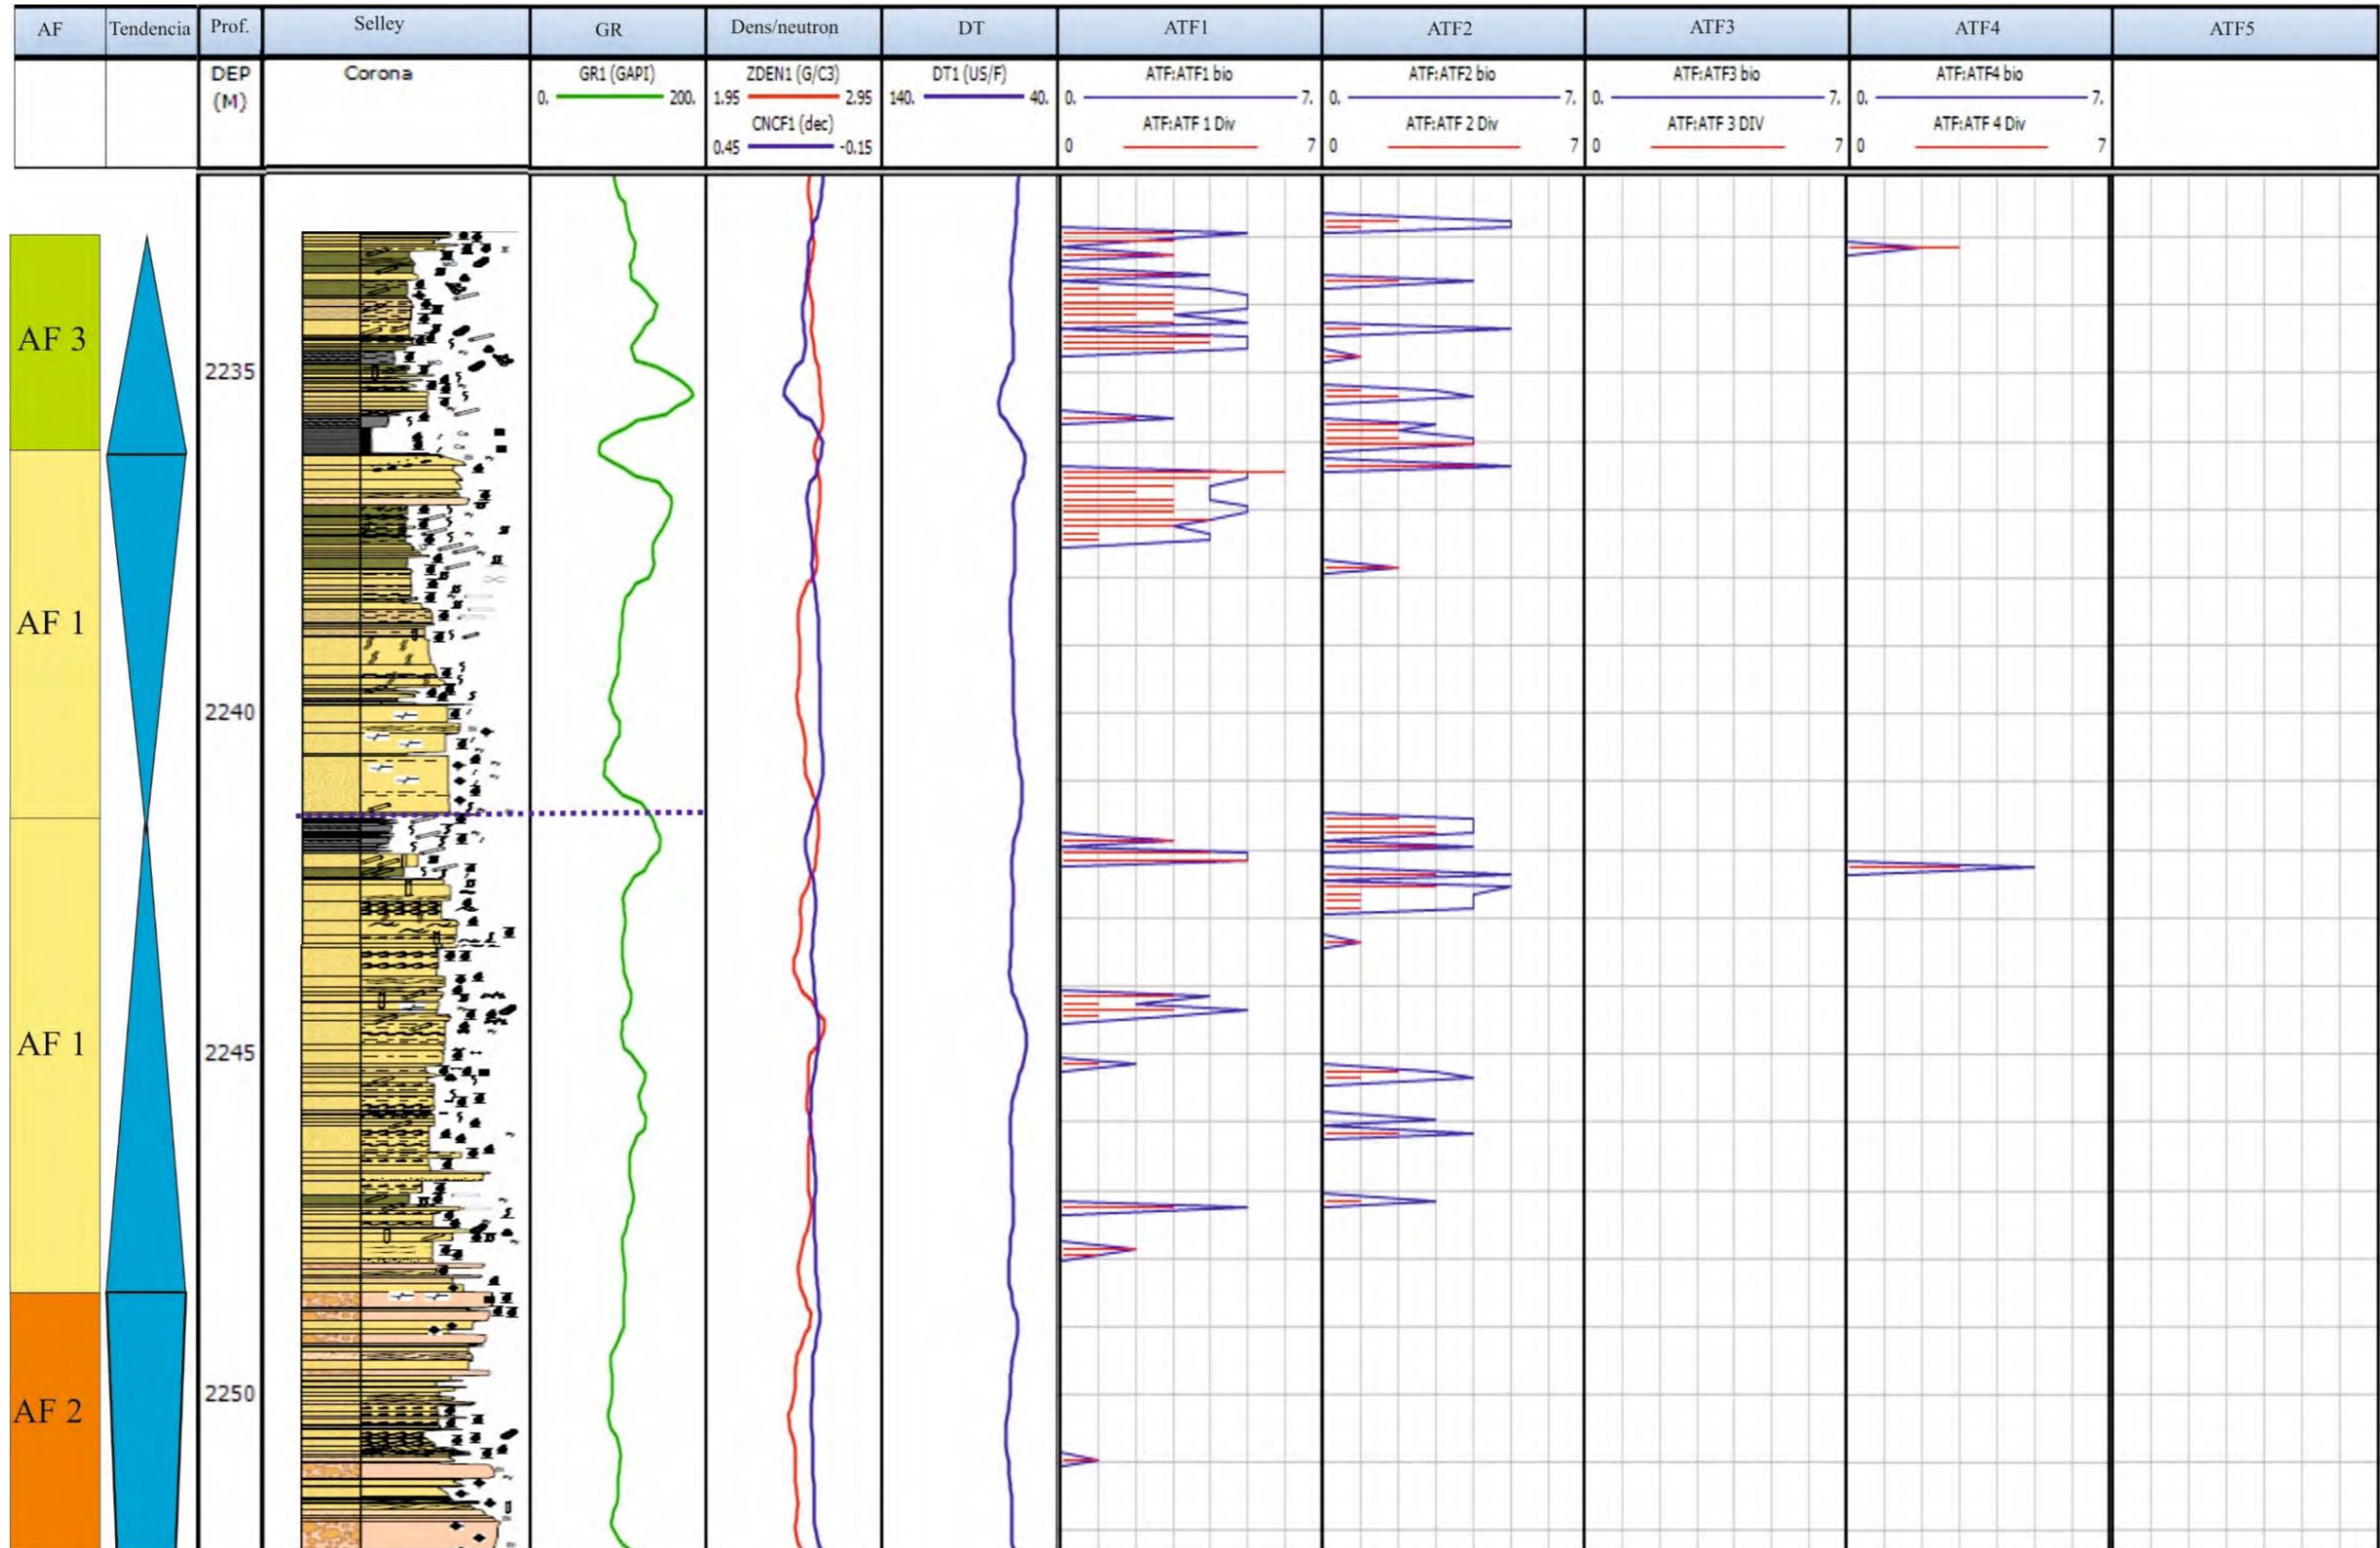 AF Tendencia Prof. Selley GR Dens/neutron DT ATF1 ATF2 ATF3 ATF4 ATF5
DEP Corona GR1 (GAPI) ZDEN1 (G/C3) DT1 (US/F) ATF:ATF1 bio ATF:ATF2 bio ATF:ATF3 bio ATF:ATF4 bio
(M) 0. 200. 1.95 2.95 140. 40. 0. 7. 0. 7. 0. 7. 0. 7.
CNCF1 (dec) ATF:ATF 1 Div ATF:ATF 2 Div ATF:ATF 3 DIV ATF:ATF 4 Div
0.45 -0.15 0 7 0 7 0 7 0 7
AF 3
2235
AF 1
2240
AF 1
2245
2250
AF 2